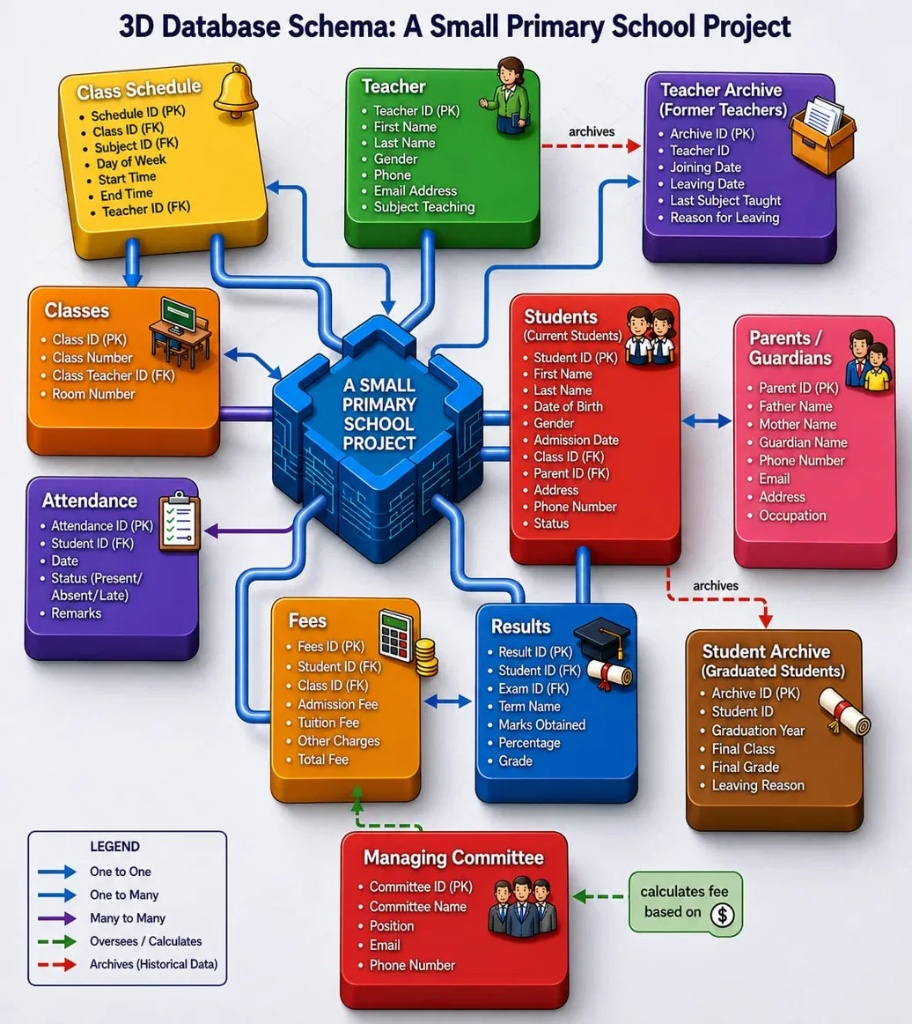 3D Database Schema: A Small Primary School Project
Class Schedule
• Schedule ID (PK)
• Class ID (FK)
• Subject ID (FK)
• Day of Week
• Start Time
• End Time
• Teacher ID (FK)
Teacher
• Teacher ID (PK)
• First Name
• Last Name
• Gender
• Phone
• Email Address
• Subject Teaching
archives
Teacher Archive
(Former Teachers)
• Archive ID (PK)
• Teacher ID
• Joining Date
• Leaving Date
• Last Subject Taught
• Reason for Leaving
Classes
• Class ID (PK)
• Class Number
• Class Teacher ID (FK)
• Room Number
A SMALL
PRIMARY
SCHOOL
PROJECT
Students
(Current Students)
• Student ID (PK)
• First Name
• Last Name
• Date of Birth
• Gender
• Admission Date
• Class ID (FK)
• Parent ID (FK)
• Address
• Phone Number
• Status
Parents /
Guardians
• Parent ID (PK)
• Father Name
• Mother Name
• Guardian Name
• Phone Number
• Email
• Address
• Occupation
Attendance
• Attendance ID (PK)
• Student ID (FK)
• Date
• Status (Present/
Absent/Late)
• Remarks
archives
Fees
• Fees ID (PK)
• Student ID (FK)
• Class ID (FK)
• Admission Fee
• Tuition Fee
• Other Charges
• Total Fee
Results
• Result ID (PK)
• Student ID (FK)
• Exam ID (FK)
• Term Name
• Marks Obtained
• Percentage
• Grade
Student Archive
(Graduated Students)
• Archive ID (PK)
• Student ID
• Graduation Year
• Final Class
• Final Grade
• Leaving Reason
LEGEND
One to One
One to Many
Many to Many
Oversees / Calculates
Archives (Historical Data)
Managing Committee
• Committee ID (PK)
• Committee Name
• Position
• Email
• Phone Number
calculates fee
based on $